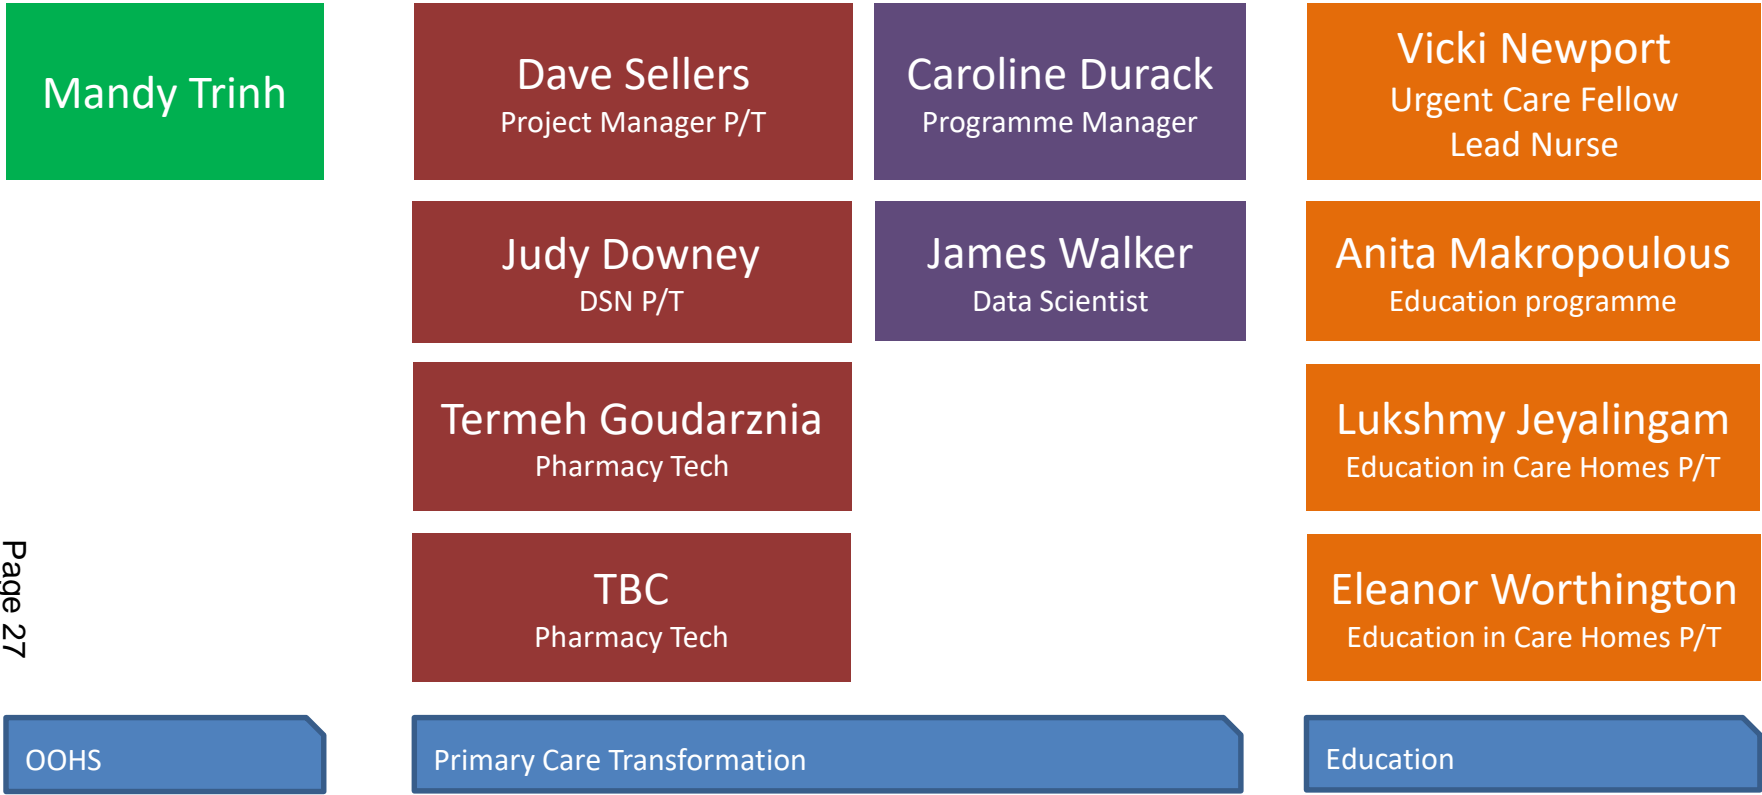 Mandy Trinh
Dave Sellers
Project Manager P/T
Caroline Durack
Programme Manager
Vicki Newport
Urgent Care Fellow
Lead Nurse
Judy Downey
DSN P/T
James Walker
Data Scientist
Anita Makropoulous
Education programme
Termeh Goudarznia
Pharmacy Tech
Lukshmy Jeyalingam
Education in Care Homes P/T
TBC
Pharmacy Tech
Eleanor Worthington
Education in Care Homes P/T
OOHS
Primary Care Transformation
Education
Page 27